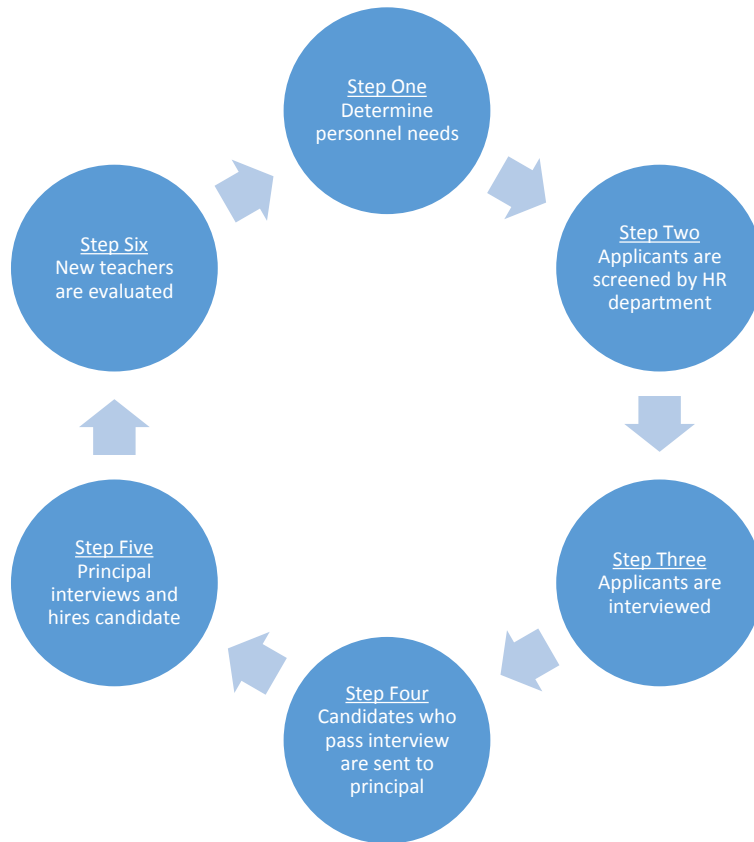 Step One
Determine
personnel needs
Step Two
Applicants are
screened by HR
department
Step Three
Applicants are
interviewed
Step Four
Candidates who
pass interview
are sent to
principal
Step Five
Principal
interviews and
hires candidate
Step Six
New teachers
are evaluated